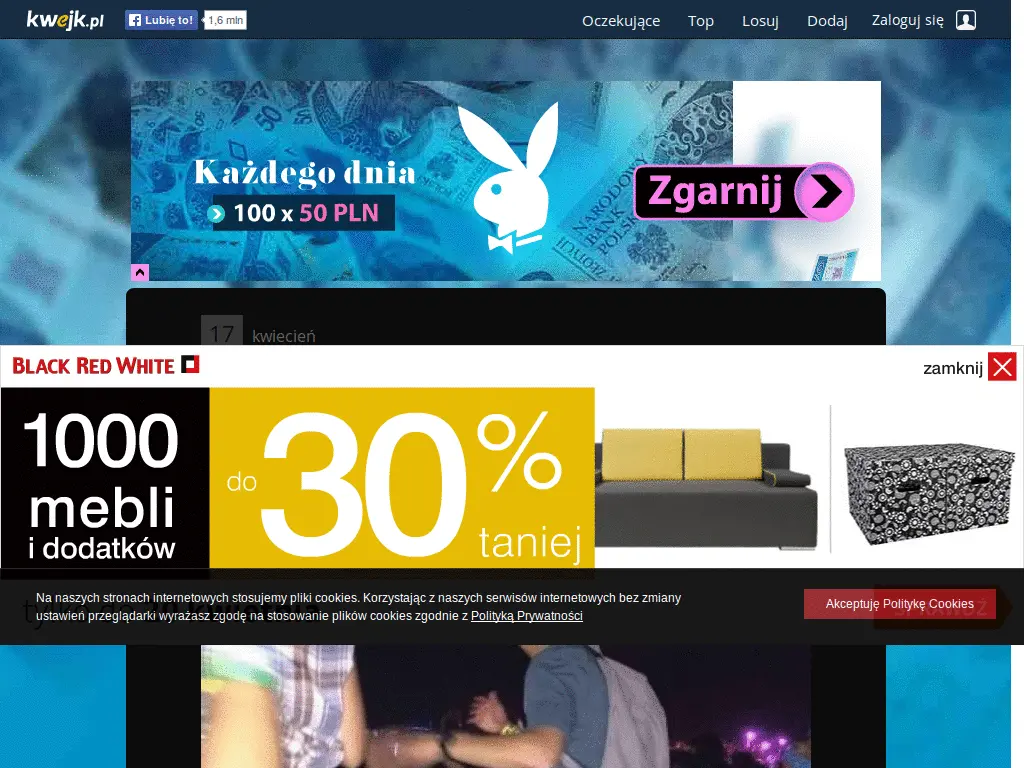 kwejk.pl
Lubię to!
1,6 mln
Oczekujące
Top
Losuj
Dodaj
Zaloguj się
Każdego dnia
100 x 50 PLN
Zgarnij
NARODOWY
BANK
POLSKI
17 kwiecień
BLACK RED WHITE
zamknij
1000
mebli
i dodatków
do 30%
taniej
Na naszych stronach internetowych stosujemy pliki cookies. Korzystając z naszych serwisów internetowych bez zmiany
ustawień przeglądarki wyrażasz zgodę na stosowanie plików cookies zgodnie z Polityką Prywatności
Akceptuję Politykę Cookies